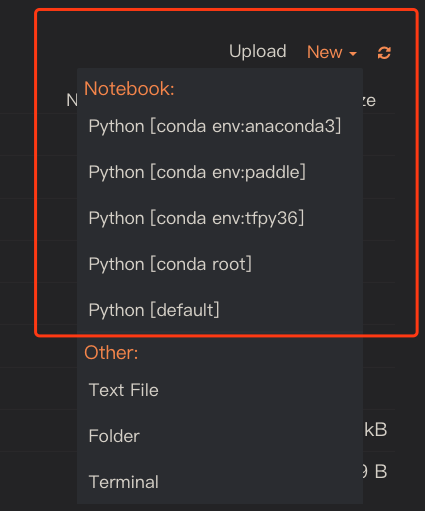 Upload New
Notebook:
Python [conda env:anaconda3]
Python [conda env:paddle]
Python [conda env:tfpy36]
Python [conda root]
Python [default]
Other:
Text File
Folder
kB
Terminal
B